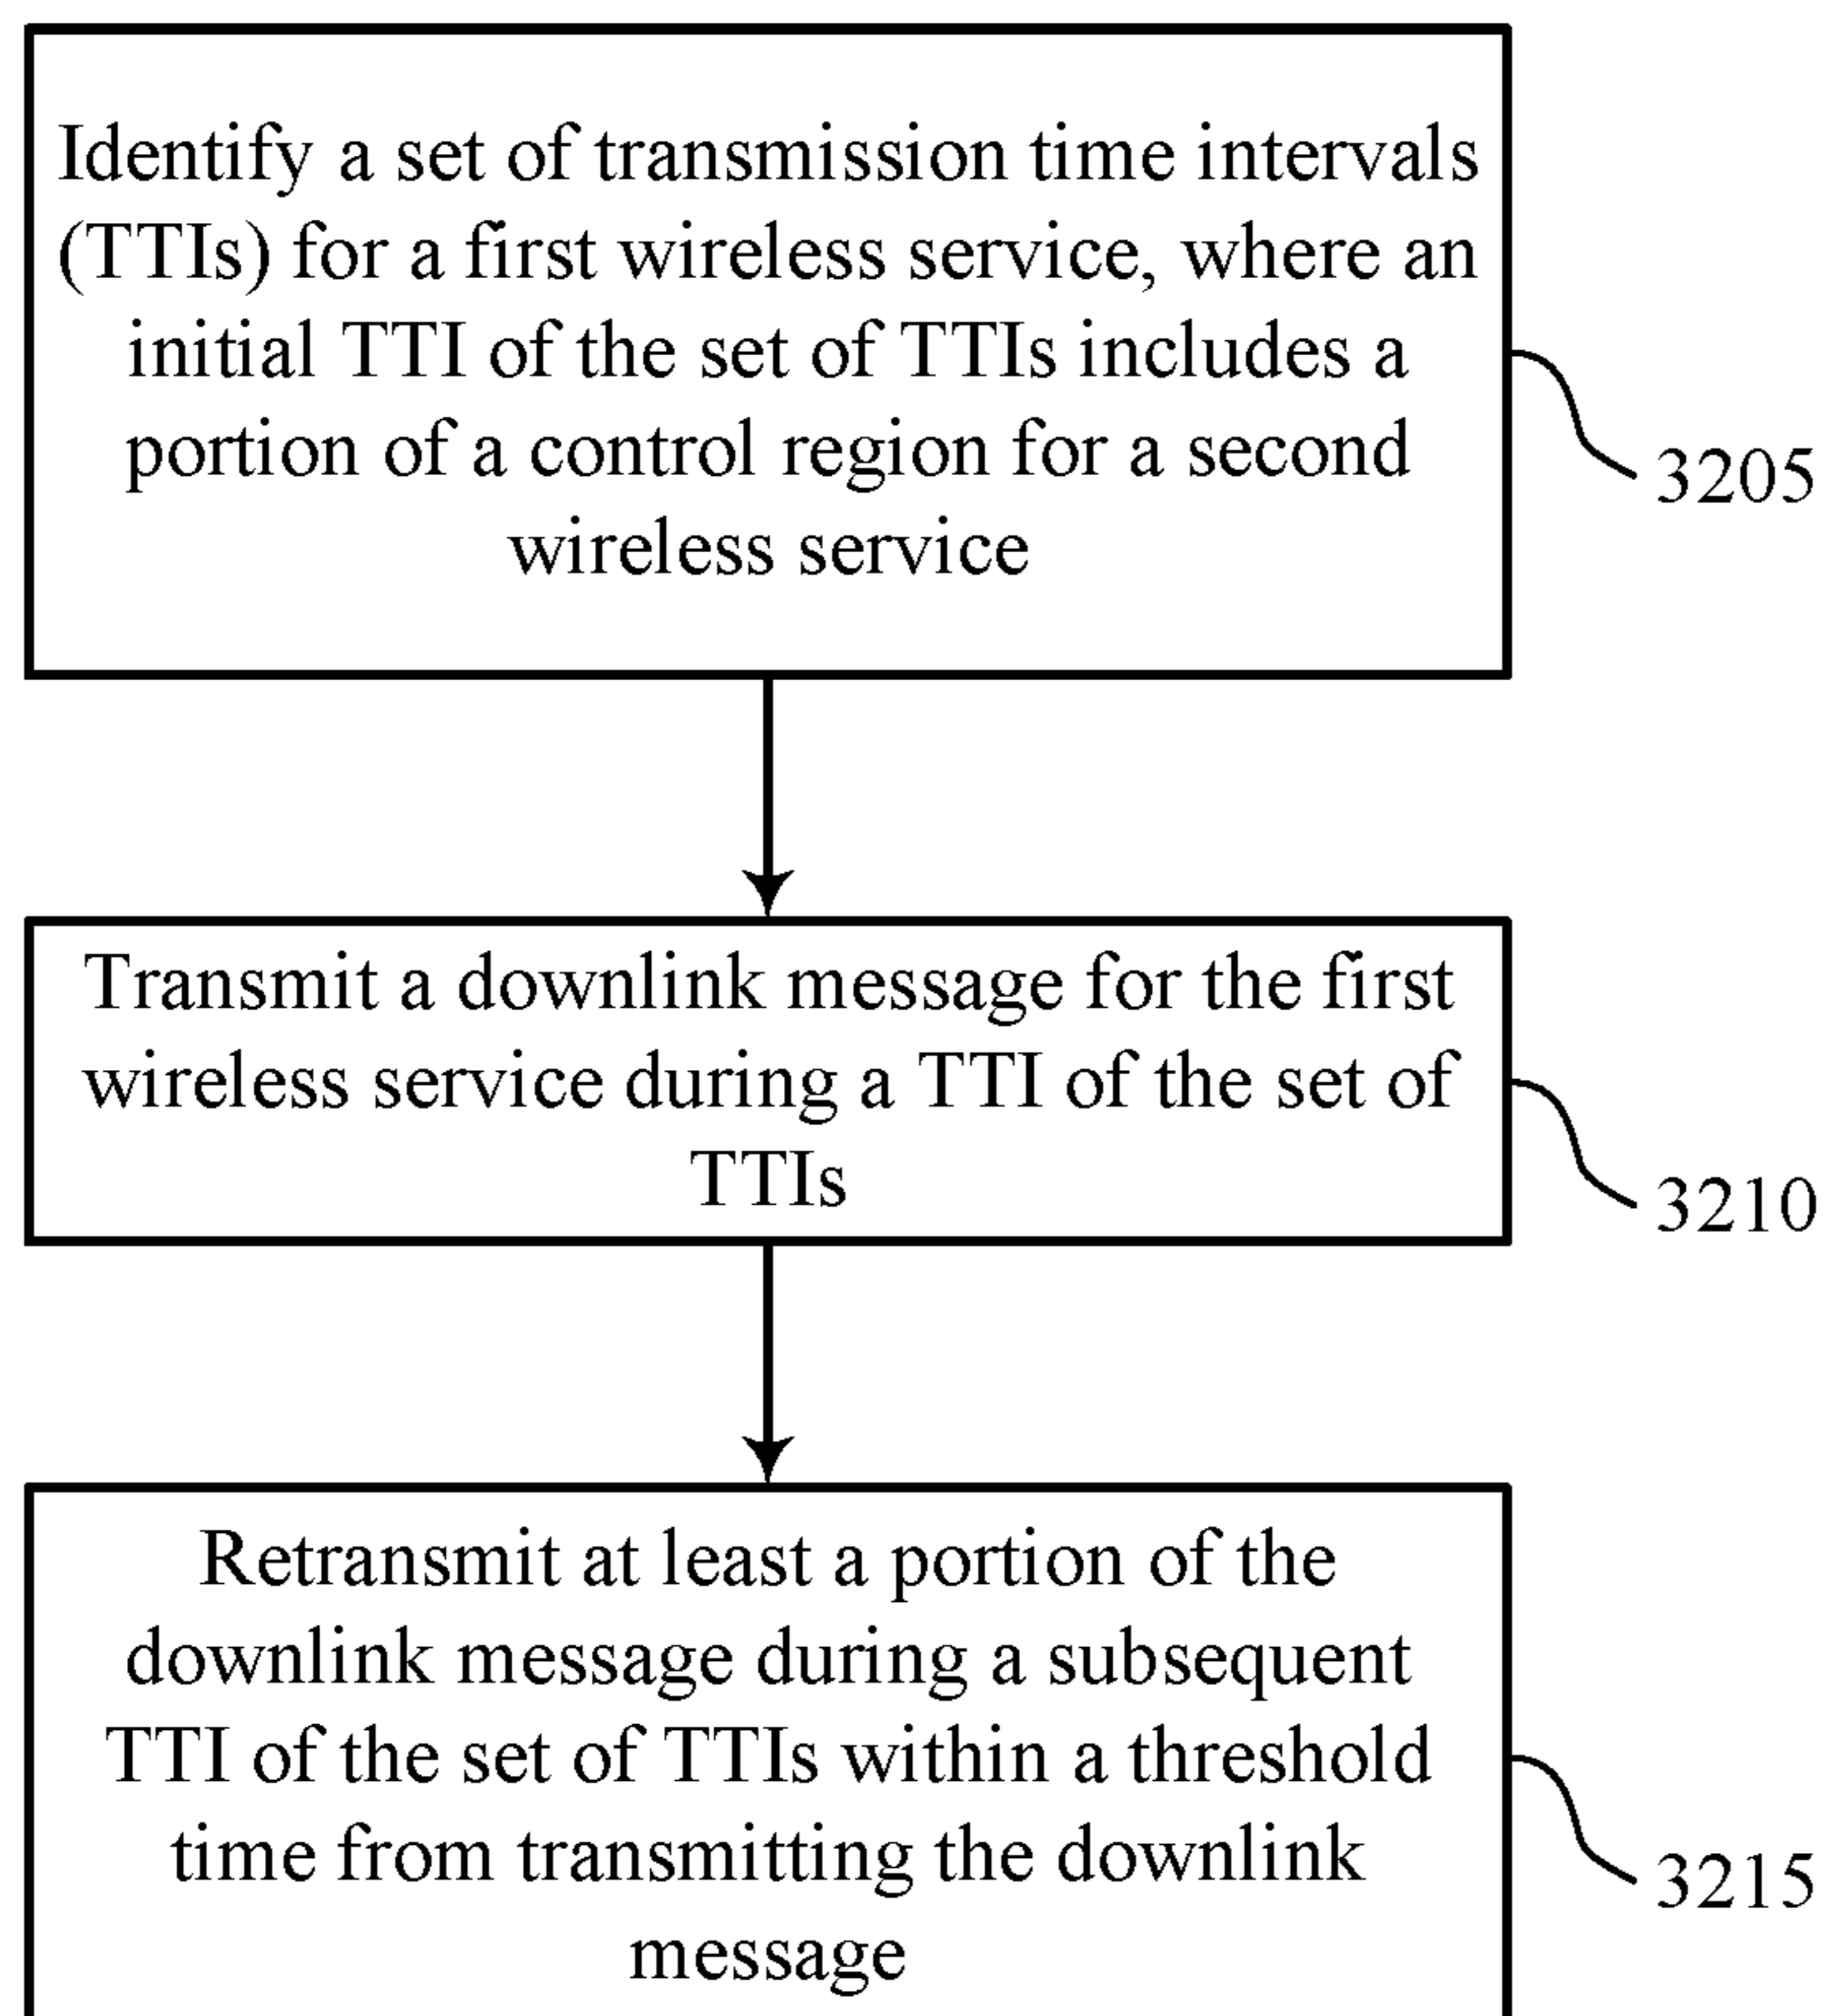 Identify a set of transmission time intervals
(TTIs) for a first wireless service, where an
initial TTI of the set of TTIs includes a
portion of a control region for a second
wireless service
3205
Transmit a downlink message for the first
wireless service during a TTI of the set of
TTIs
3210
Retransmit at least a portion of the
downlink message during a subsequent
TTI of the set of TTIs within a threshold
time from transmitting the downlink
message
3215